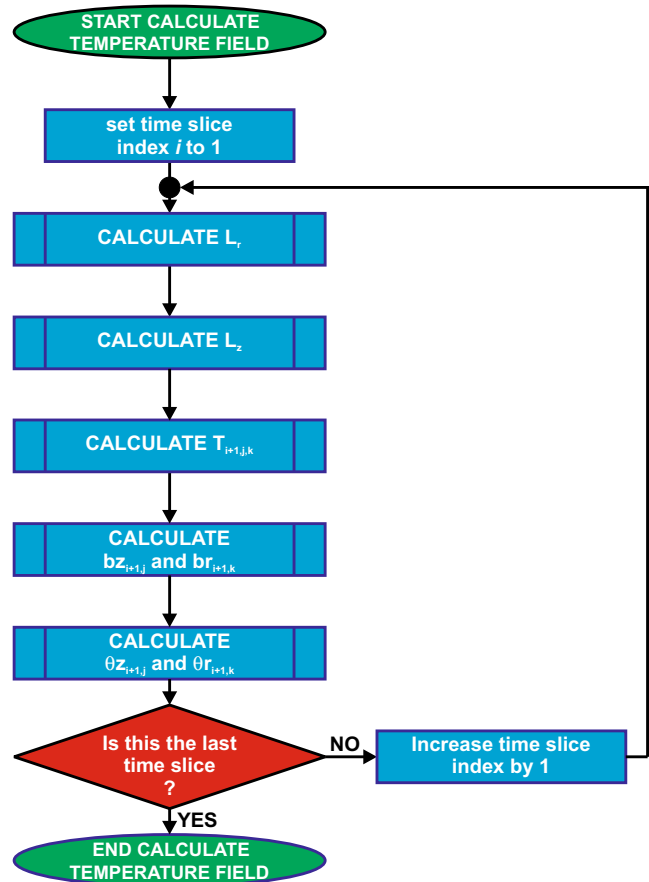 START CALCULATE
TEMPERATURE FIELD
set time slice
index i to 1
CALCULATE Lr
CALCULATE Lz
CALCULATE Ti+1,j,k
CALCULATE
bzi+1,j and bri+1,k
CALCULATE
θzi+1,j and θri+1,k
Is this the last
time slice
?
NO
Increase time slice
index by 1
YES
END CALCULATE
TEMPERATURE FIELD